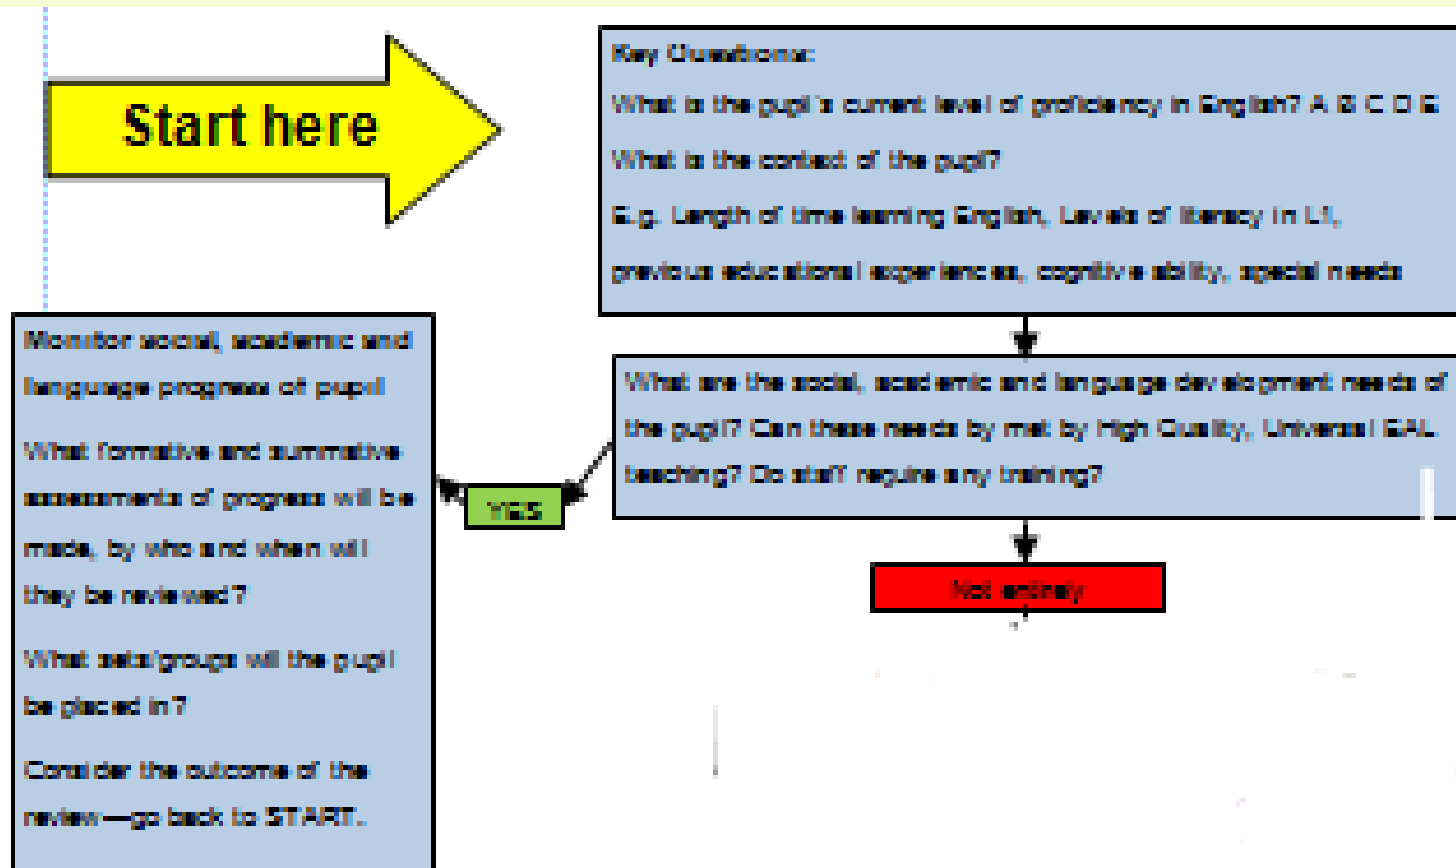 Start here
Key Questions:
What is the pupil's current level of proficiency in English? A B C D E
What is the context of the pupil?
E.g. Length of time learning English, Levels of literacy in L1,
previous educational experiences, cognitive ability, special needs
What are the social, academic and language development needs of
the pupil? Can these needs by met by High Quality, Universal EAL
teaching? Do staff require any training?
YES
Not entirely
Monitor social, academic and
language progress of pupil
What formative and summative
assessments of progress will be
made, by who and when will
they be reviewed?
What sets/groups will the pupil
be placed in?
Consider the outcome of the
review—go back to START..